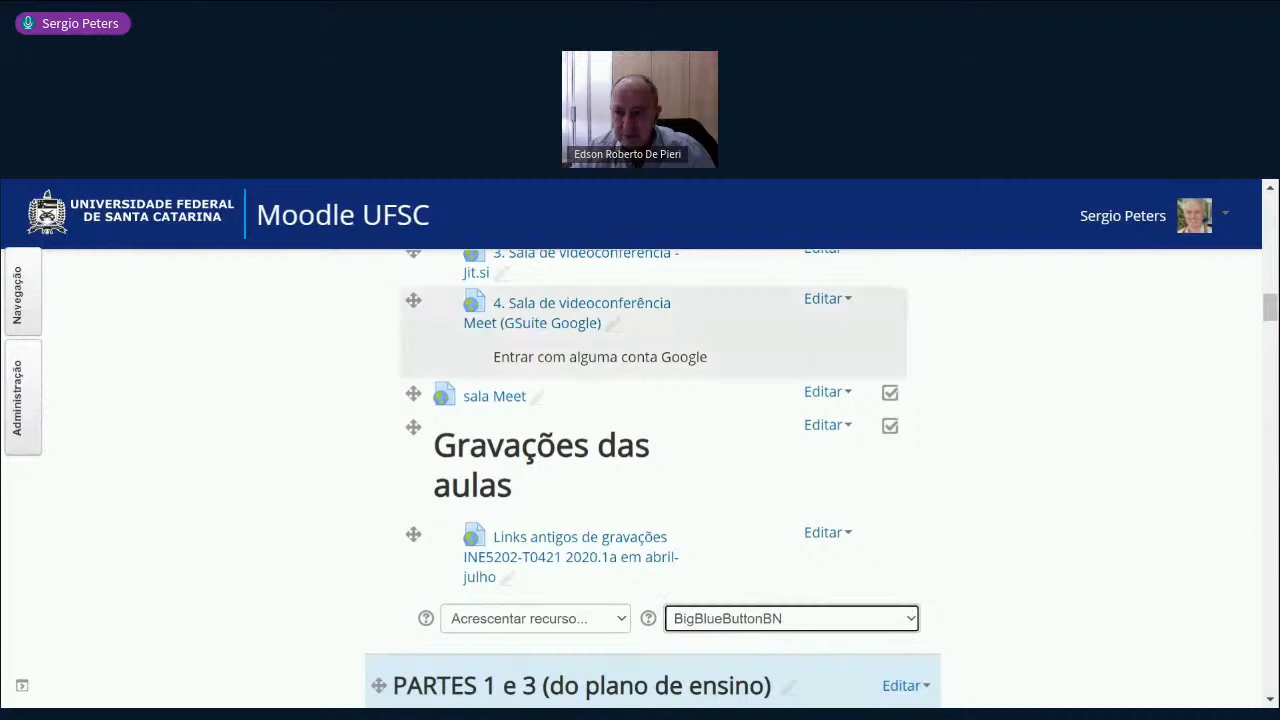 Sergio Peters
Edson Roberto De Pieri
UNIVERSIDADE FEDERAL
DE SANTA CATARINA
Moodle UFSC
Sergio Peters
Navegação
Administração
3. Sala de videoconferência -
Jit.si
Editar
4. Sala de videoconferência
Meet (GSuite Google)
Editar
Entrar com alguma conta Google
sala Meet
Editar
Gravações das
aulas
Editar
Links antigos de gravações
INE5202-T0421 2020.1a em abril-
julho
Editar
Acrescentar recurso...
BigBlueButtonBN
PARTES 1 e 3 (do plano de ensino)
Editar